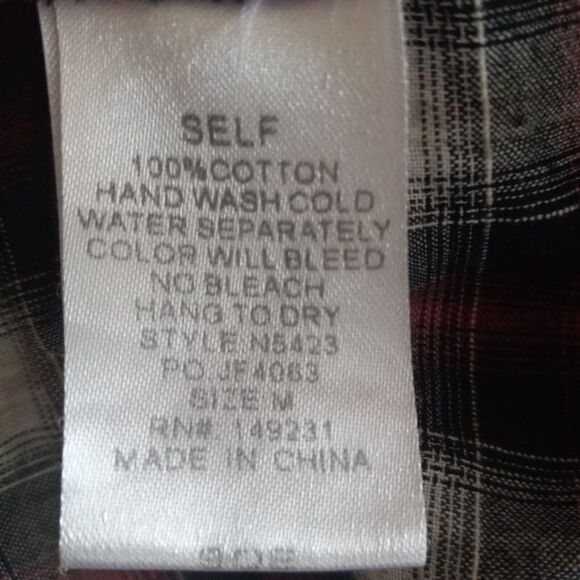 SELF
100% COTTON
HAND WASH COLD
WATER SEPARATELY
COLOR WILL BLEED
NO BLEACH
HANG TO DRY
STYLE: N5423
PO. JF4063
SIZE M
RN#: 149231
MADE IN CHINA